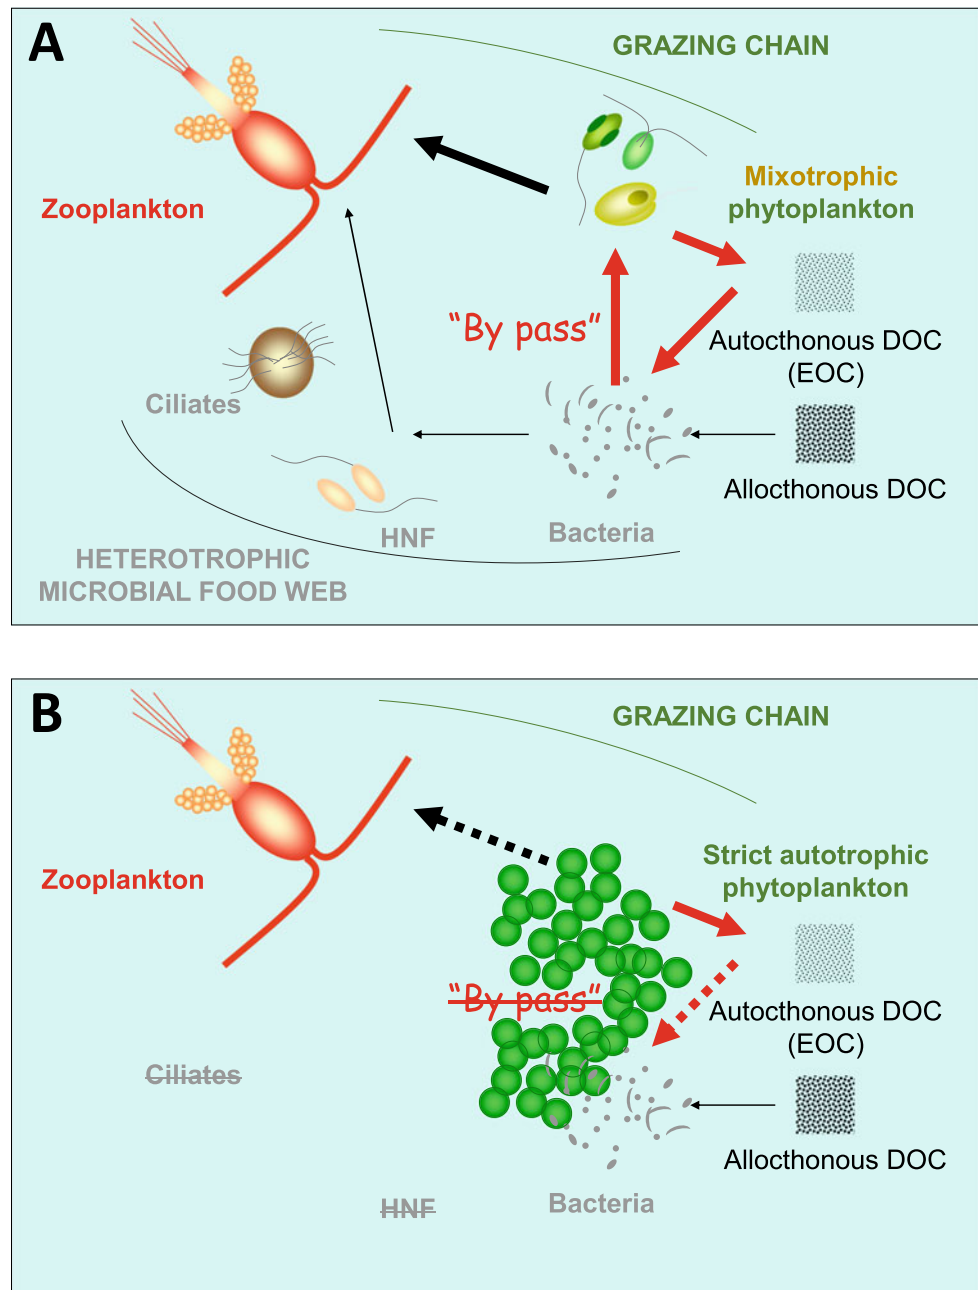 A
GRAZING CHAIN
Zooplankton
Mixotrophic
phytoplankton
"By pass"
Autocthonous DOC
(EOC)
Ciliates
Allocthonous DOC
HNF
Bacteria
HETEROTROPHIC
MICROBIAL FOOD WEB
B
GRAZING CHAIN
Zooplankton
Strict autotrophic
phytoplankton
"By pass"
Autocthonous DOC
(EOC)
Ciliates
Allocthonous DOC
HNF
Bacteria